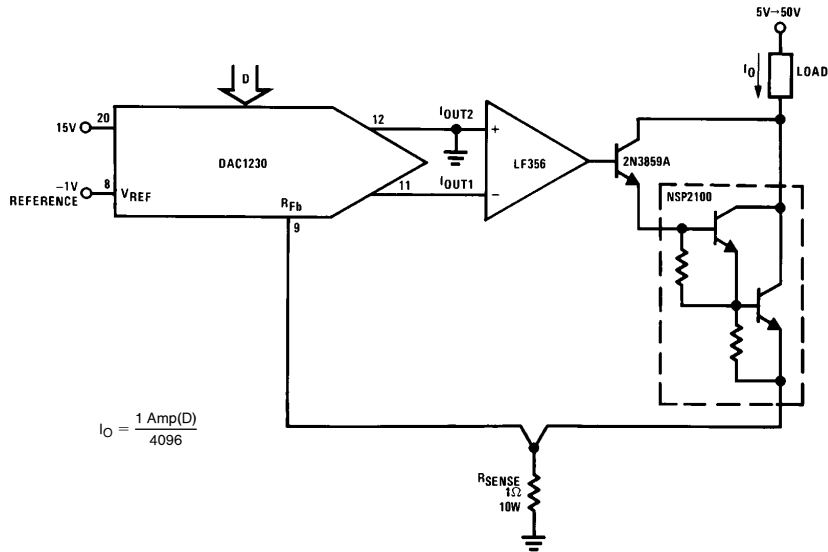 5V→50V
IO
LOAD
D
20
15V
12
IOUT2
+
DAC1230
LF356
2N3859A
–1V
REFERENCE
8
VREF
11
IOUT1
–
NSP2100
RFb
9
IO = 1 Amp(D)
4096
RSENSE
1Ω
10W